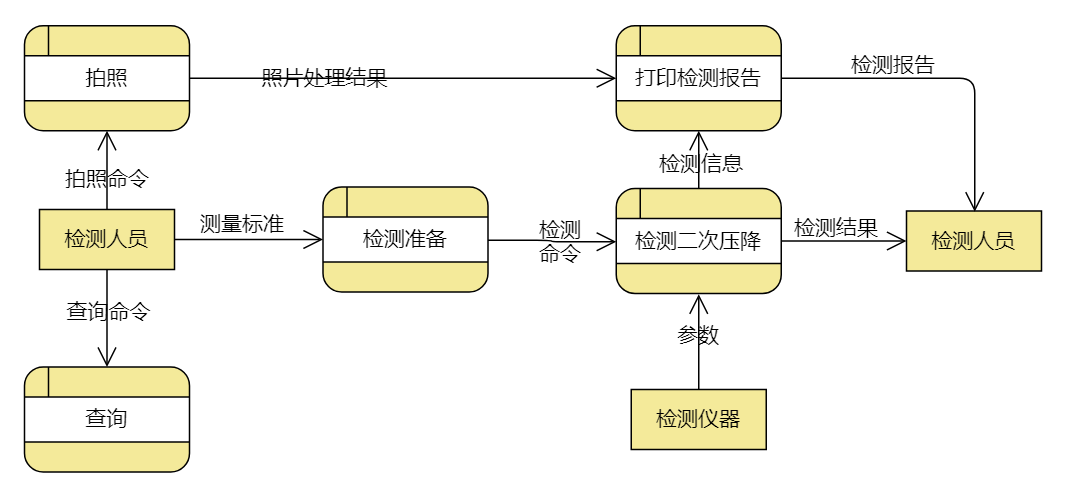 拍照
照片处理结果
打印检测报告
检测报告
拍照命令
检测信息
检测人员
测量标准
检测准备
检测
命令
检测二次压降
检测结果
检测人员
查询命令
参数
查询
检测仪器